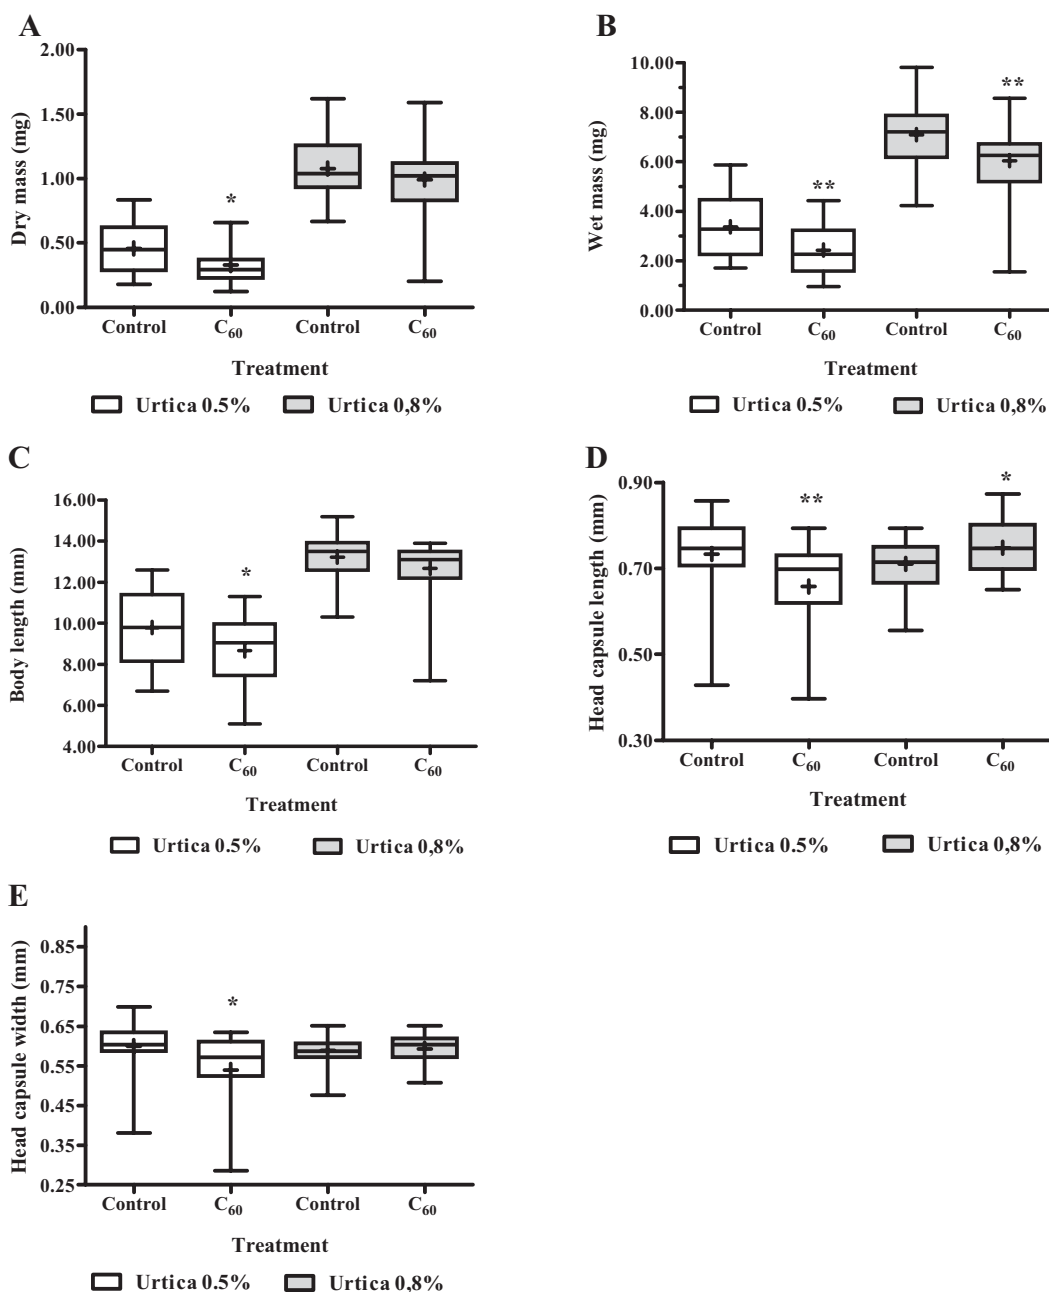 A
Dry mass (mg)
2.00
1.50
1.00
0.50
0.00
*
Control C₆₀ Control C₆₀
Treatment
Urtica 0.5% Urtica 0,8%
B
Wet mass (mg)
10.00
8.00
6.00
4.00
2.00
0.00
**
**
Control C₆₀ Control C₆₀
Treatment
Urtica 0.5% Urtica 0,8%
C
Body length (mm)
16.00
14.00
12.00
10.00
8.00
6.00
4.00
*
Control C₆₀ Control C₆₀
Treatment
Urtica 0.5% Urtica 0,8%
D
Head capsule length (mm)
0.90
0.70
0.50
0.30
**
*
Control C₆₀ Control C₆₀
Treatment
Urtica 0.5% Urtica 0,8%
E
Head capsule width (mm)
0.85
0.75
0.65
0.55
0.45
0.35
0.25
*
Control C₆₀ Control C₆₀
Treatment
Urtica 0.5% Urtica 0,8%